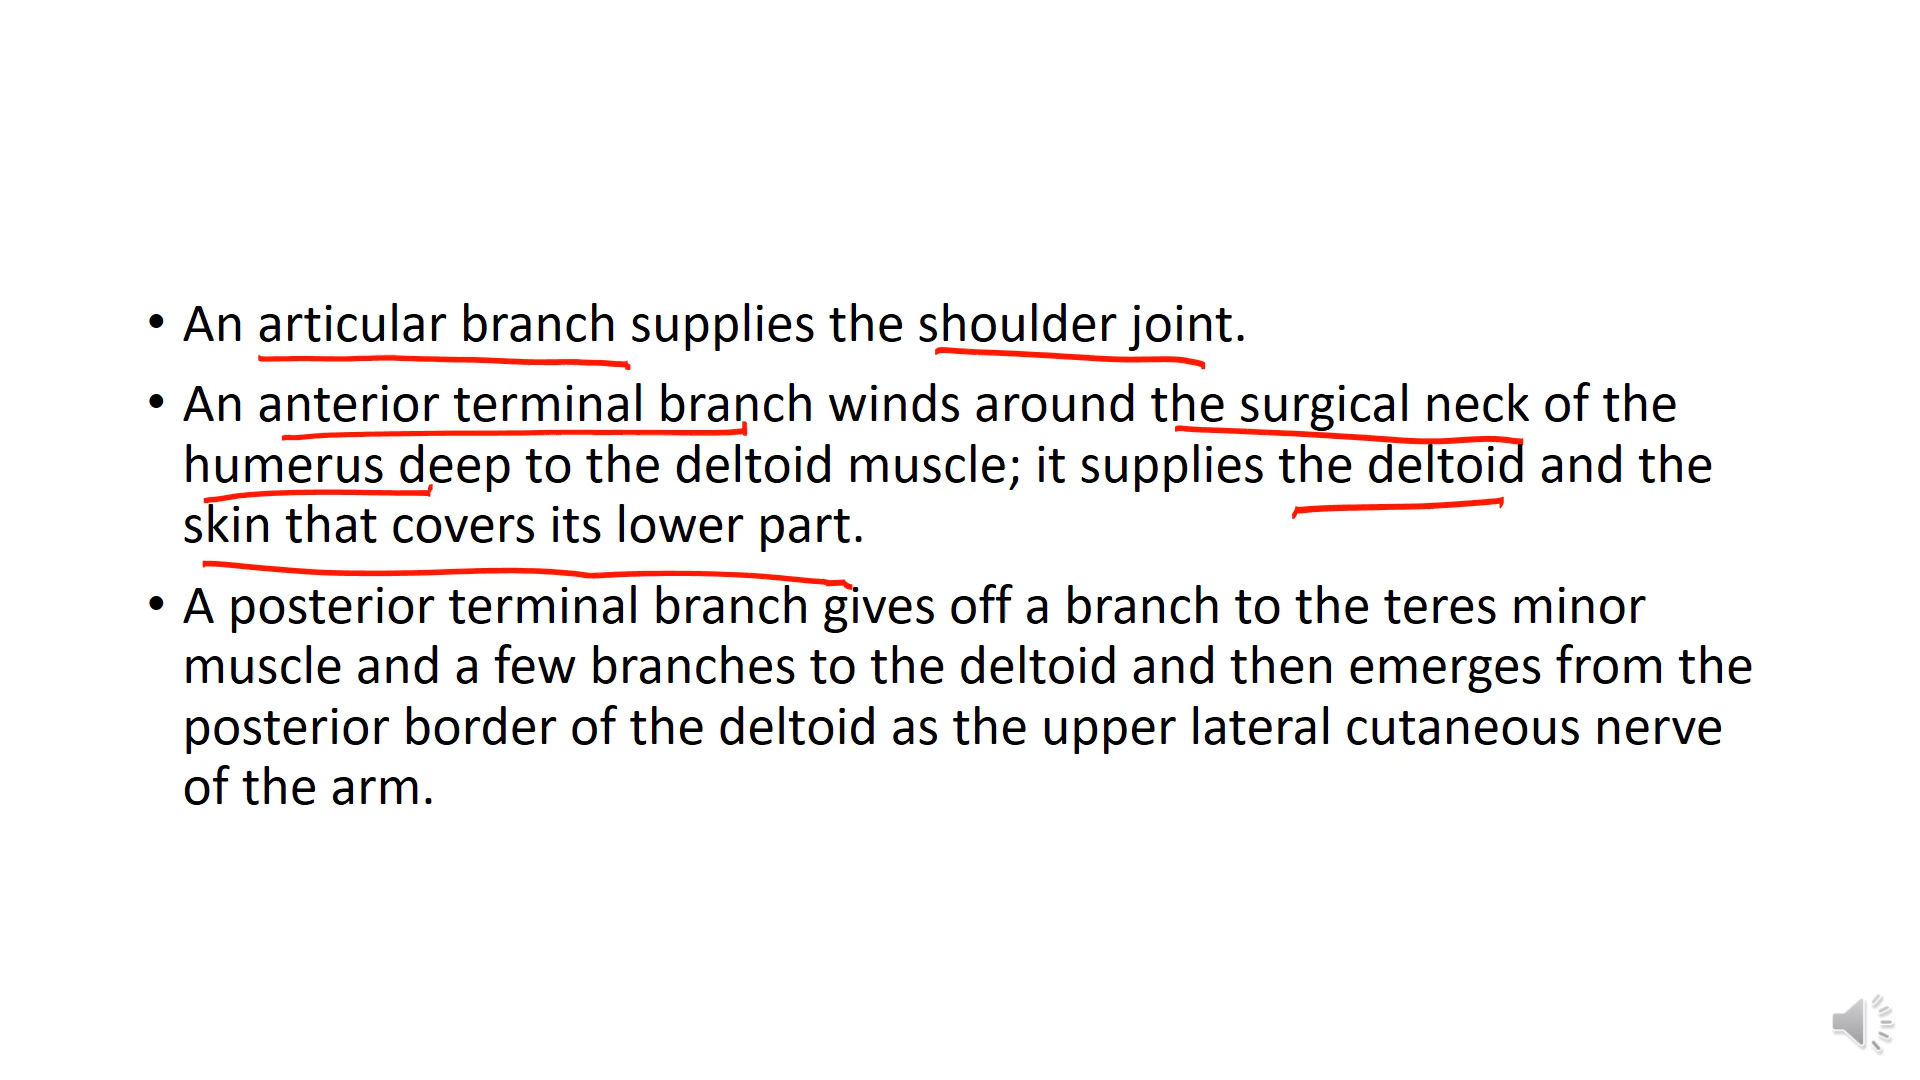 • An articular branch supplies the shoulder joint.
• An anterior terminal branch winds around the surgical neck of the
humerus deep to the deltoid muscle; it supplies the deltoid and the
skin that covers its lower part.
• A posterior terminal branch gives off a branch to the teres minor
muscle and a few branches to the deltoid and then emerges from the
posterior border of the deltoid as the upper lateral cutaneous nerve
of the arm.